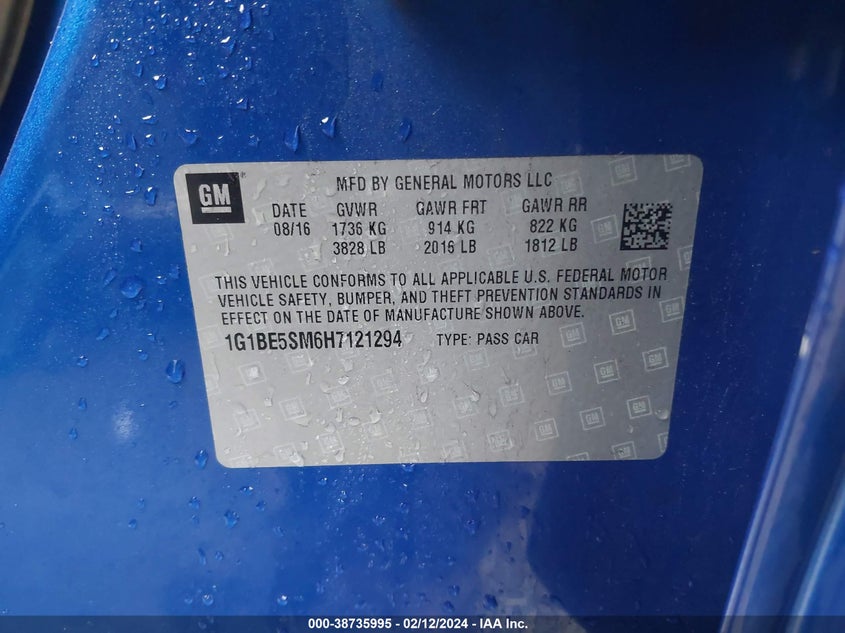 GM
MFD BY GENERAL MOTORS LLC
DATE GVWR GAWR FRT GAWR RR
08/16 1736 KG 914 KG 822 KG
3828 LB 2016 LB 1812 LB
THIS VEHICLE CONFORMS TO ALL APPLICABLE U.S. FEDERAL MOTOR
VEHICLE SAFETY, BUMPER, AND THEFT PREVENTION STANDARDS IN
EFFECT ON THE DATE OF MANUFACTURE SHOWN ABOVE.
1G1BE5SM6H7121294 TYPE: PASS CAR
000-38735995 - 02/12/2024 - IAA Inc.